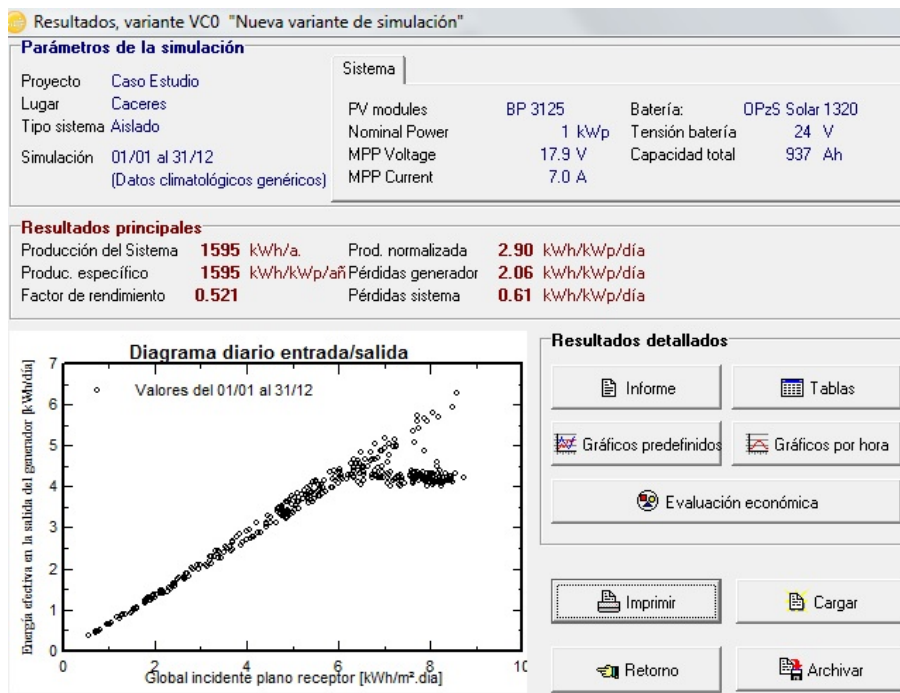 Resultados, variante VC0 "Nueva variante de simulación"
Parámetros de la simulación
Proyecto Caso Estudio
Lugar Caceres
Tipo sistema Aislado
Simulación 01/01 al 31/12
(Datos climatológicos genéricos)
Sistema
PV modules BP 3125 Batería: OPzS Solar 1320
Nominal Power 1 kWp Tensión batería 24 V
MPP Voltage 17.9 V Capacidad total 937 Ah
MPP Current 7.0 A
Resultados principales
Producción del Sistema 1595 kWh/a. Prod. normalizada 2.90 kWh/kWp/día
Produc. específico 1595 kWh/kWp/añ Pérdidas generador 2.06 kWh/kWp/día
Factor de rendimiento 0.521 Pérdidas sistema 0.61 kWh/kWp/día
Diagrama diario entrada/salida
Valores del 01/01 al 31/12
Energía efectiva en la salida del generador [kWh/día]
7
6
5
4
3
2
1
0
0 2 4 6 8 10
Global incidente plano receptor [kWh/m².día]
Resultados detallados
Informe Tablas
Gráficos predefinidos Gráficos por hora
Evaluación económica
Imprimir Cargar
Retorno Archivar